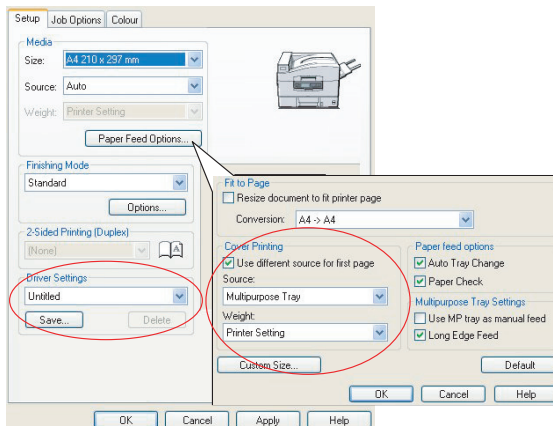 Setup Job Options Colour
Media
Size: A4 210 x 297 mm
Source: Auto
Weight: Printer Setting
Paper Feed Options...
Finishing Mode
Standard
Options...
2-Sided Printing (Duplex)
(None)
A
Driver Settings
Untitled
Save... Delete
OK Cancel Apply Help
Fit to Page
Resize document to fit printer page
Conversion: A4 -> A4
Cover Printing
Use different source for first page
Source:
Multipurpose Tray
Weight:
Printer Setting
Custom Size...
Paper feed options
Auto Tray Change
Paper Check
Multipurpose Tray Settings
Use MP tray as manual feed
Long Edge Feed
Default
OK Cancel Help